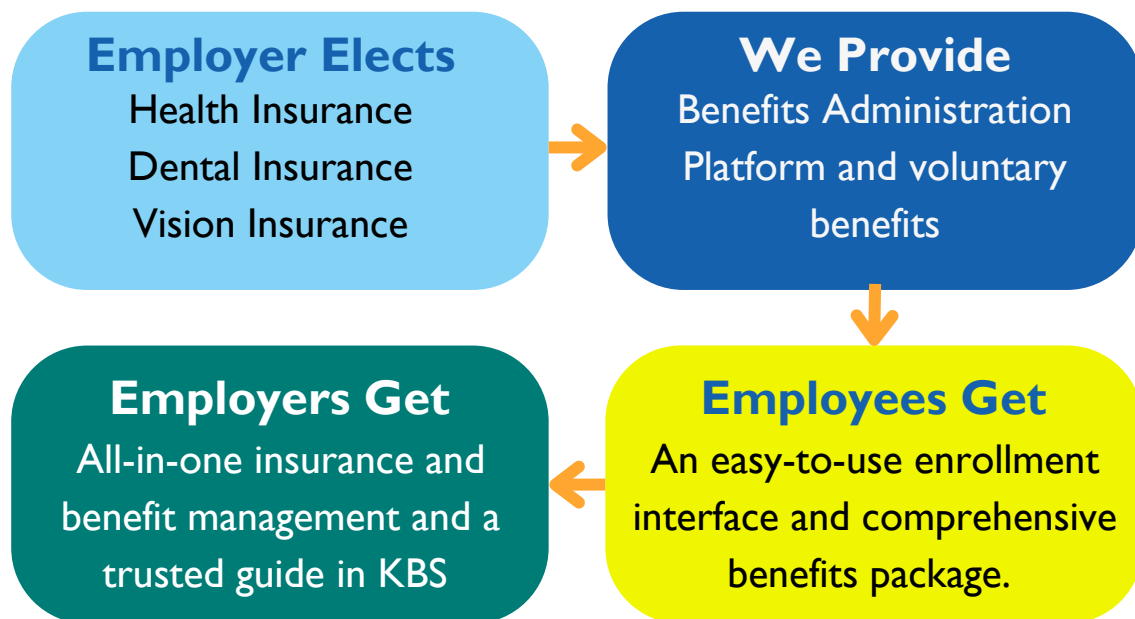 Employer Elects
Health Insurance
Dental Insurance
Vision Insurance
We Provide
Benefits Administration
Platform and voluntary
benefits
Employees Get
An easy-to-use enrollment
interface and comprehensive
benefits package.
Employers Get
All-in-one insurance and
benefit management and a
trusted guide in KBS